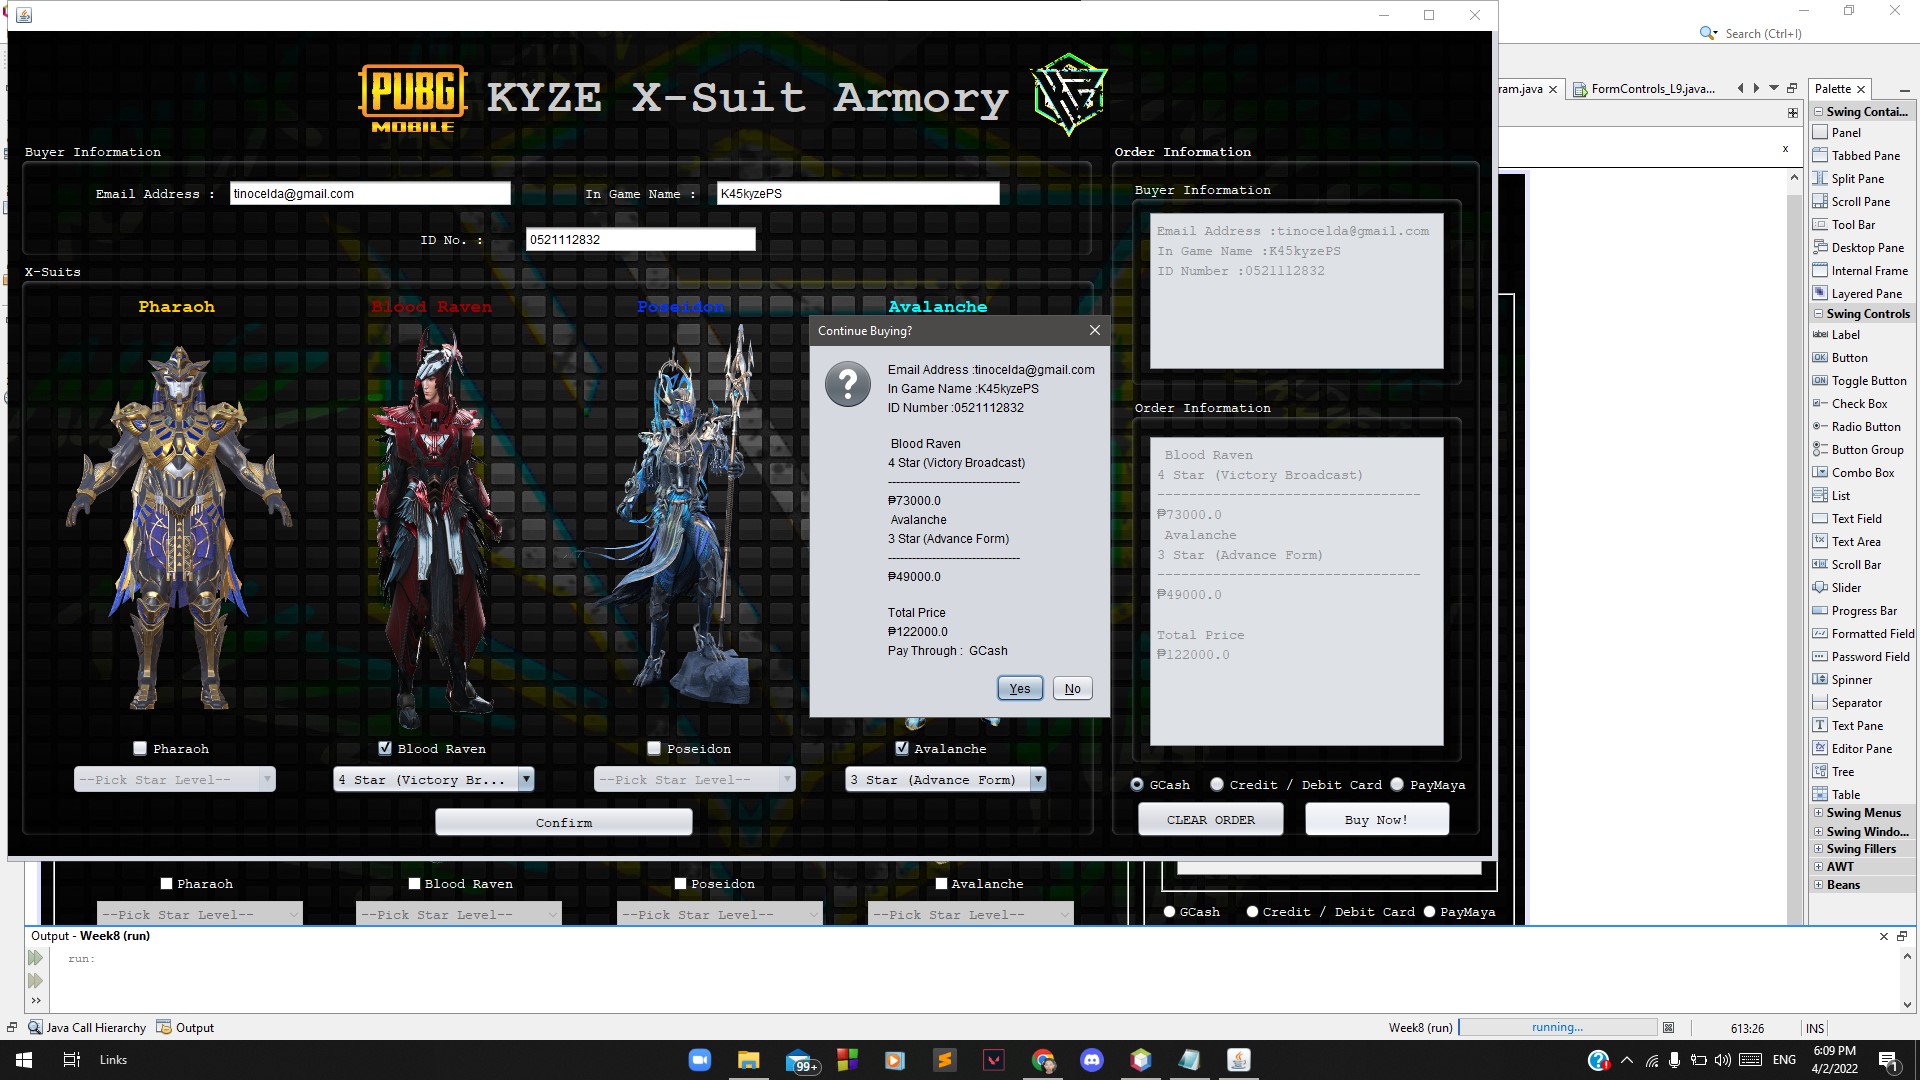 PUBG
MOBILE
KYZE X-Suit Armory
Search (Ctrl+I)
ram.java
FormControls_L9.java...
Palette
Buyer Information
Email Address :
tinocelda@gmail.com
In Game Name :
K45kyzePS
ID No. :
0521112832
X-Suits
Pharaoh
Blood Raven
Poseidon
Avalanche
Continue Buying?
Email Address :tinocelda@gmail.com
In Game Name :K45kyzePS
ID Number :0521112832
Blood Raven
4 Star (Victory Broadcast)
---------------------------------
₱73000.0
Avalanche
3 Star (Advance Form)
---------------------------------
₱49000.0
Total Price
₱122000.0
Pay Through : GCash
Yes
No
Pharaoh
Blood Raven
Poseidon
Avalanche
--Pick Star Level--
4 Star (Victory Br...
--Pick Star Level--
3 Star (Advance Form)
Confirm
Order Information
Buyer Information
Email Address :tinocelda@gmail.com
In Game Name :K45kyzePS
ID Number :0521112832
Order Information
Blood Raven
4 Star (Victory Broadcast)
---------------------------------
₱73000.0
Avalanche
3 Star (Advance Form)
---------------------------------
₱49000.0
Total Price
₱122000.0
GCash
Credit / Debit Card
PayMaya
CLEAR ORDER
Buy Now!
Swing Contai...
Panel
Tabbed Pane
Split Pane
Scroll Pane
Tool Bar
Desktop Pane
Internal Frame
Layered Pane
Swing Controls
label Label
OK Button
ON Toggle Button
Check Box
Radio Button
Button Group
Combo Box
List
Text Field
Text Area
Scroll Bar
Slider
Progress Bar
Formatted Field
Password Field
Spinner
Separator
Text Pane
Editor Pane
Tree
Table
Swing Menus
Swing Windo...
Swing Fillers
AWT
Beans
Pharaoh
Blood Raven
Poseidon
Avalanche
--Pick Star Level--
--Pick Star Level--
--Pick Star Level--
--Pick Star Level--
GCash
Credit / Debit Card
PayMaya
Output - Week8 (run)
run:
Java Call Hierarchy
Output
Week8 (run)
running...
613:26
INS
Links
99+
ENG
6:09 PM
4/2/2022
1